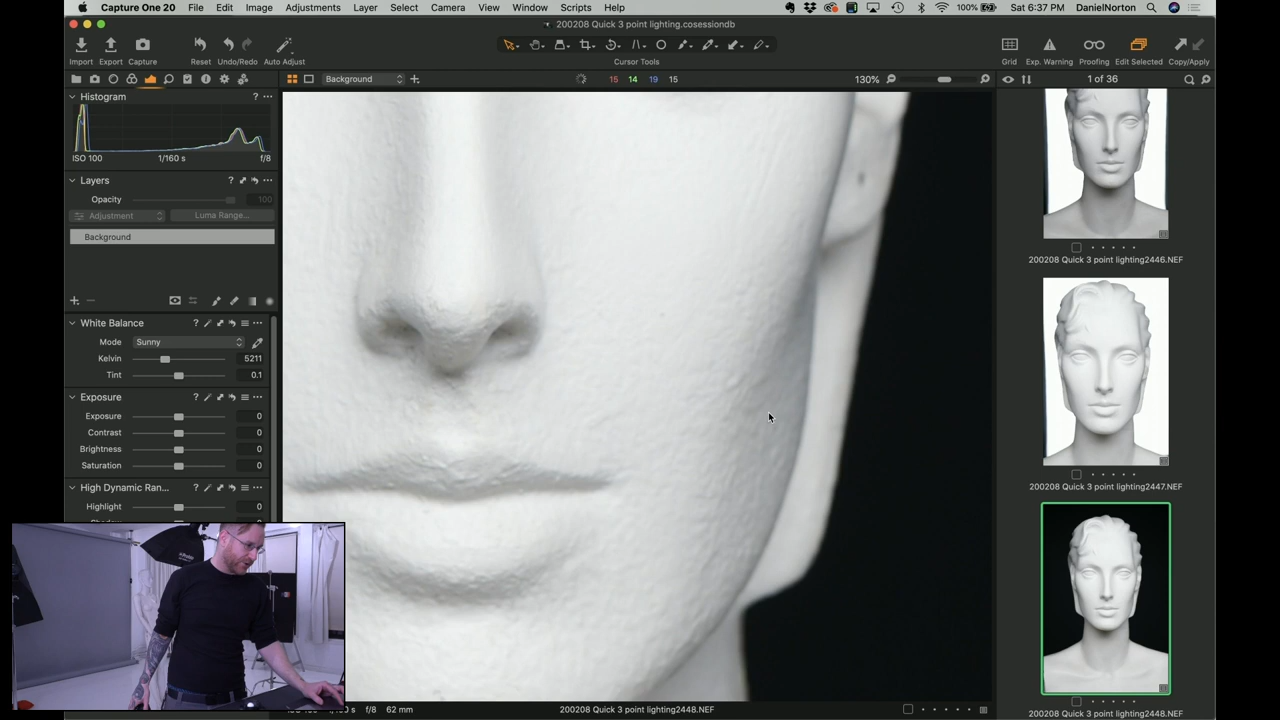 Capture One 20 File Edit Image Adjustments Layer Select Camera View Window Scripts Help 100% Sat 6:37 PM DanielNorton
200208 Quick 3 point lighting.cosessiondb
Import Export Capture Reset Undo/Redo Auto Adjust Cursor Tools Grid Exp. Warning Proofing Edit Selected Copy/Apply
Background 15 14 19 15 130% 1 of 36
Histogram
ISO 100 1/160 s f/8
Layers
Opacity 100
Adjustment Luma Range...
Background
White Balance
Mode Sunny
Kelvin 5211
Tint 0.1
Exposure
Exposure 0
Contrast 0
Brightness 0
Saturation 0
High Dynamic Ran...
Highlight 0
f/8 62 mm 200208 Quick 3 point lighting2448.NEF
200208 Quick 3 point lighting2446.NEF
200208 Quick 3 point lighting2447.NEF
200208 Quick 3 point lighting2448.NEF